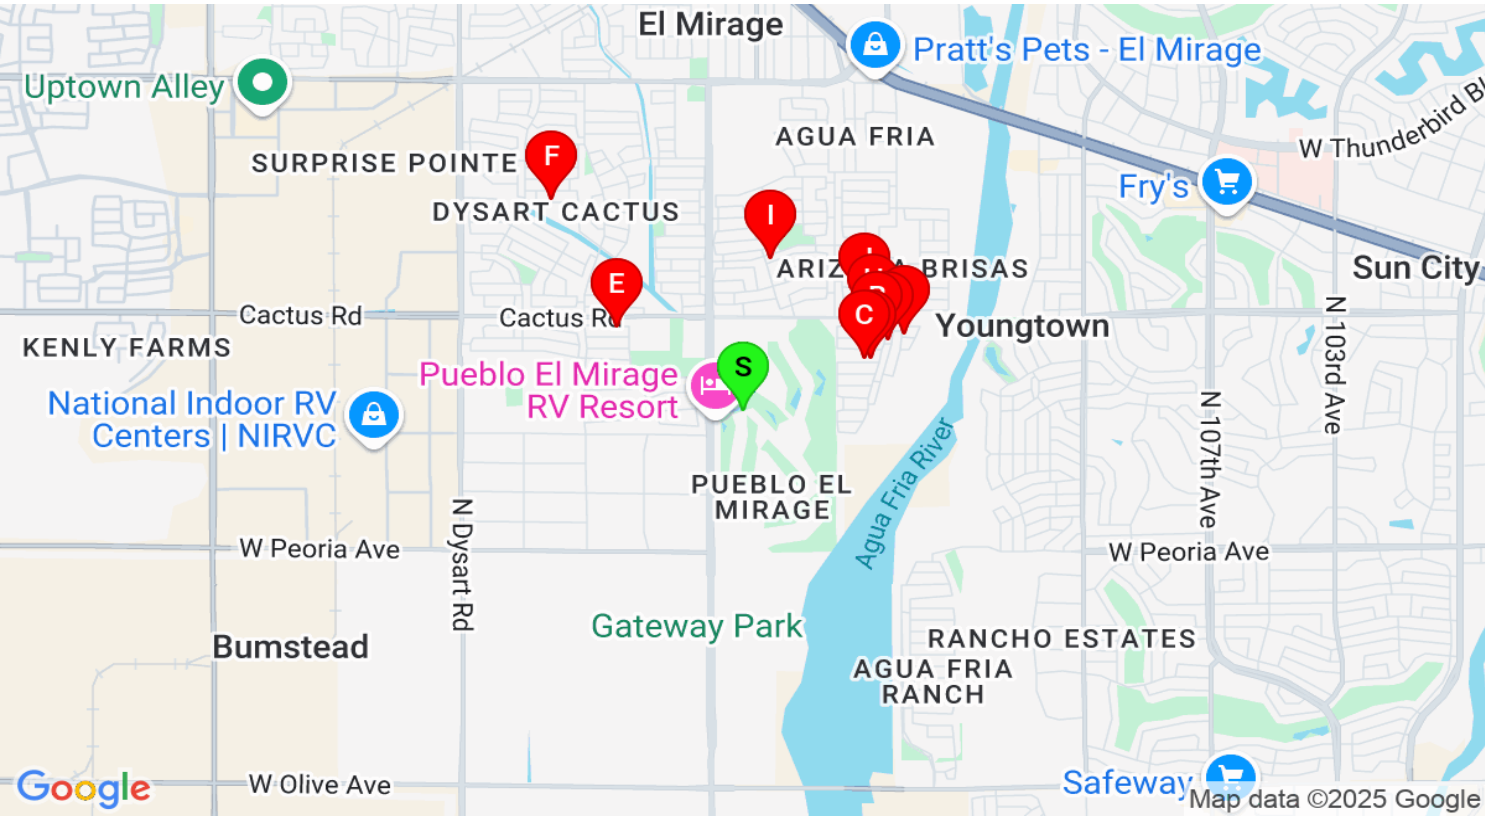 El Mirage
Pratt's Pets - El Mirage
Uptown Alley
AGUA FRIA
W Thunderbird
SURPRISE POINTE
F
Fry's
DYSART CACTUS
I
ARIZ
BRISAS
Sun City
E
Cactus Rd
Cactus Rd
C
Youngtown
N 103rd Ave
KENLY FARMS
S
Pueblo El Mirage
RV Resort
National Indoor RV
Centers | NIRVC
N 107th Ave
Agua Fria River
PUEBLO EL
MIRAGE
N Dysart Rd
W Peoria Ave
W Peoria Ave
Gateway Park
Bumstead
RANCHO ESTATES
AGUA FRIA
RANCH
Google
W Olive Ave
Safeway
Map data ©2025 Google